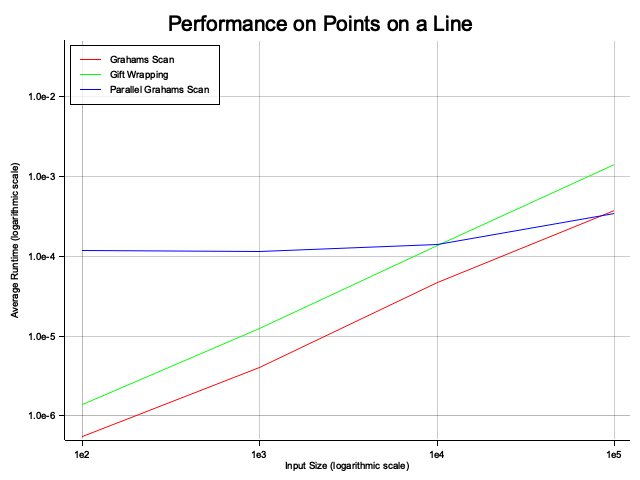 Performance on Points on a Line
Grahams Scan
Gift Wrapping
Parallel Grahams Scan
1.0e-2
1.0e-3
1.0e-4
1.0e-5
1.0e-6
Average Runtime (logarithmic scale)
1e2
1e3
1e4
1e5
Input Size (logarithmic scale)